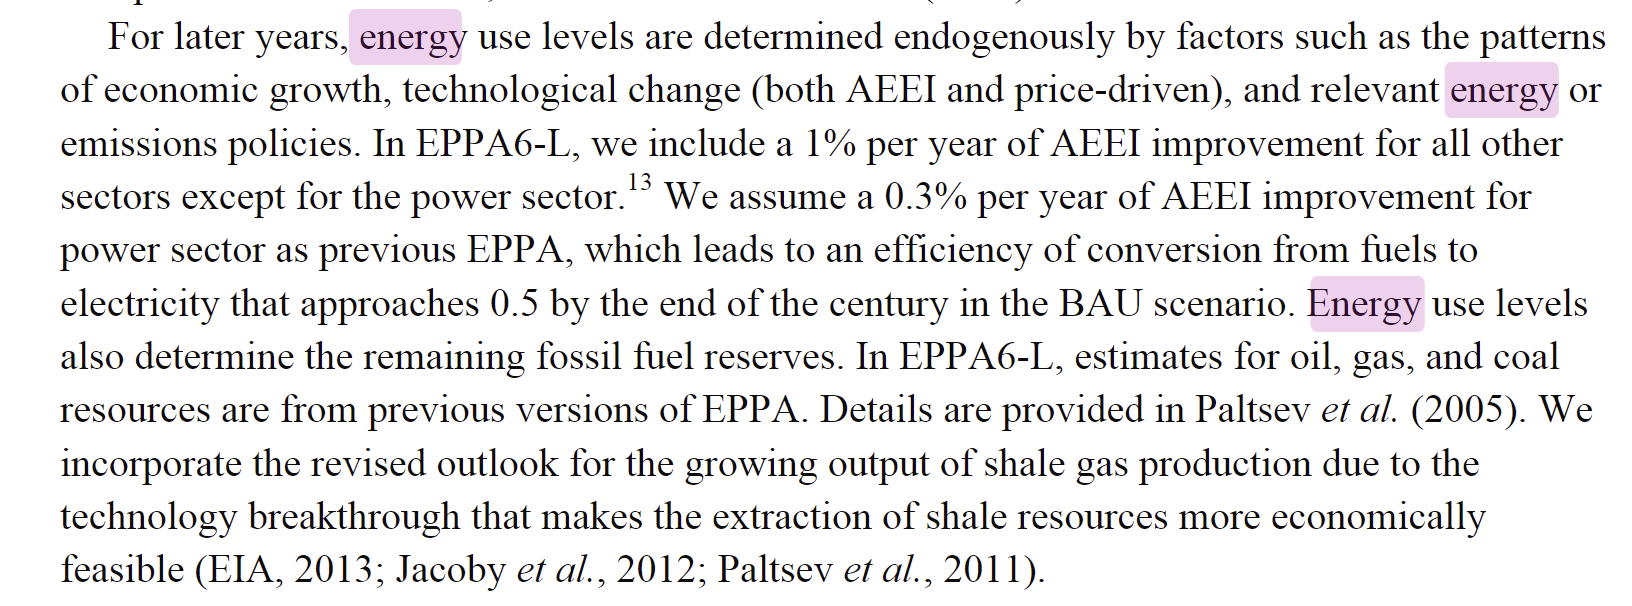 For later years, energy use levels are determined endogenously by factors such as the patterns
of economic growth, technological change (both AEEI and price-driven), and relevant energy or
emissions policies. In EPPA6-L, we include a 1% per year of AEEI improvement for all other
sectors except for the power sector.13 We assume a 0.3% per year of AEEI improvement for
power sector as previous EPPA, which leads to an efficiency of conversion from fuels to
electricity that approaches 0.5 by the end of the century in the BAU scenario. Energy use levels
also determine the remaining fossil fuel reserves. In EPPA6-L, estimates for oil, gas, and coal
resources are from previous versions of EPPA. Details are provided in Paltsev et al. (2005). We
incorporate the revised outlook for the growing output of shale gas production due to the
technology breakthrough that makes the extraction of shale resources more economically
feasible (EIA, 2013; Jacoby et al., 2012; Paltsev et al., 2011).